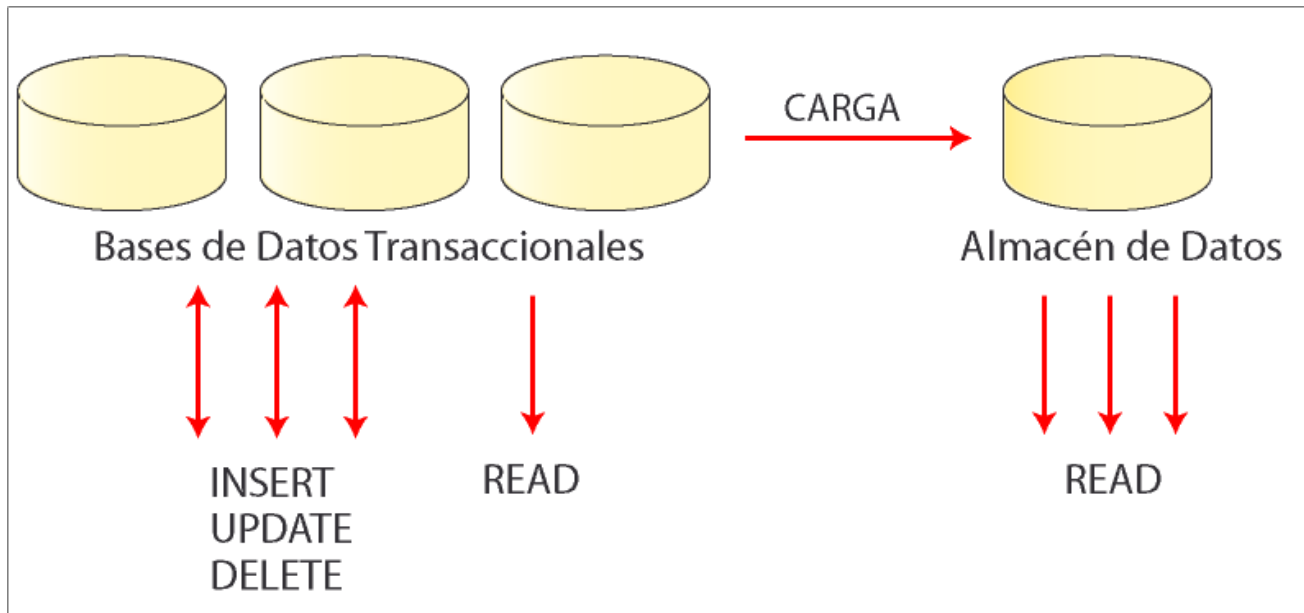 CARGA
Bases de Datos Transaccionales
Almacén de Datos
INSERT
UPDATE
DELETE
READ
READ